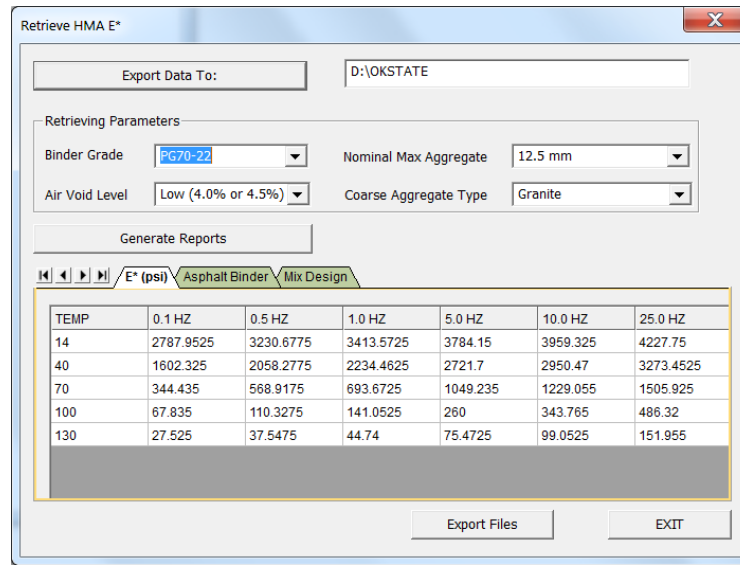 Retrieve HMA E*
Export Data To: D:\OKSTATE
Retrieving Parameters
Binder Grade PG70-22 Nominal Max Aggregate 12.5 mm
Air Void Level Low (4.0% or 4.5%) Coarse Aggregate Type Granite
Generate Reports
E* (psi) Asphalt Binder Mix Design
TEMP 0.1 HZ 0.5 HZ 1.0 HZ 5.0 HZ 10.0 HZ 25.0 HZ
14 2787.9525 3230.6775 3413.5725 3784.15 3959.325 4227.75
40 1602.325 2058.2775 2234.4625 2721.7 2950.47 3273.4525
70 344.435 568.9175 693.6725 1049.235 1229.055 1505.925
100 67.835 110.3275 141.0525 260 343.765 486.32
130 27.525 37.5475 44.74 75.4725 99.0525 151.955
Export Files EXIT